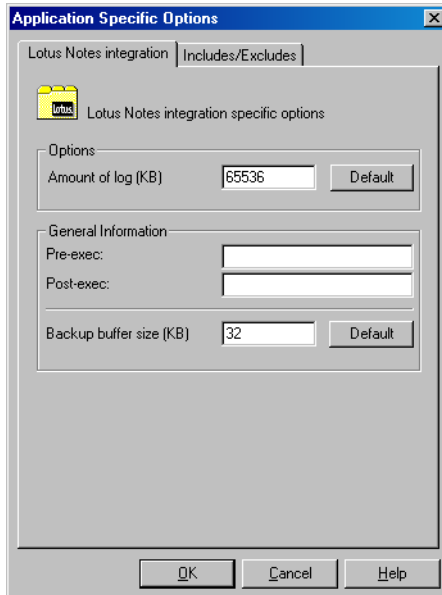 Application Specific Options
Lotus Notes integration Includes/Excludes
Lotus.
Lotus Notes integration specific options
Options
Amount of log (KB) 65536 Default
General Information
Pre-exec:
Post-exec:
Backup buffer size (KB) 32 Default
OK Cancel Help